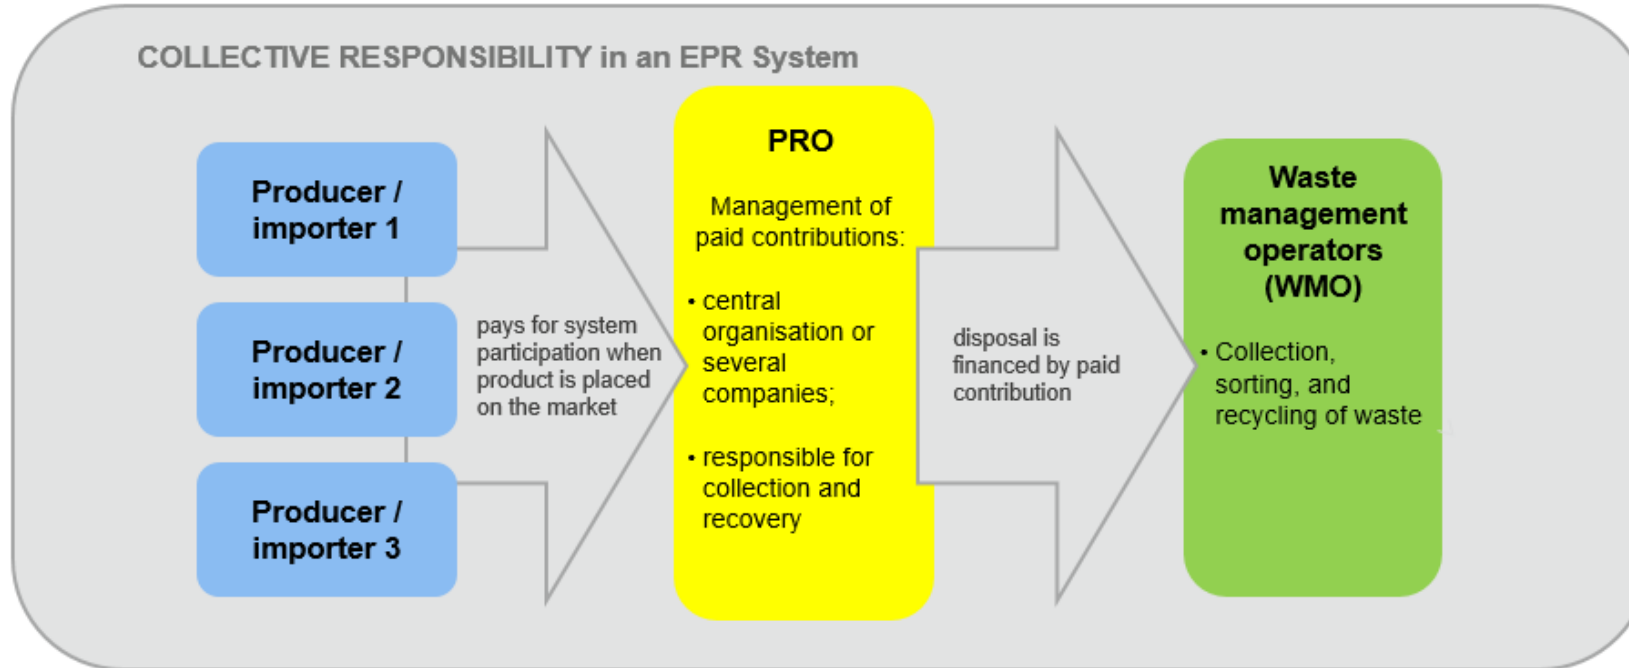 COLLECTIVE RESPONSIBILITY in an EPR System
Producer /
importer 1
Producer /
importer 2
Producer /
importer 3
pays for system
participation when
product is placed
on the market
PRO
Management of
paid contributions:
• central
organisation or
several
companies;
• responsible for
collection and
recovery
disposal is
financed by paid
contribution
Waste
management
operators
(WMO)
• Collection,
sorting, and
recycling of waste